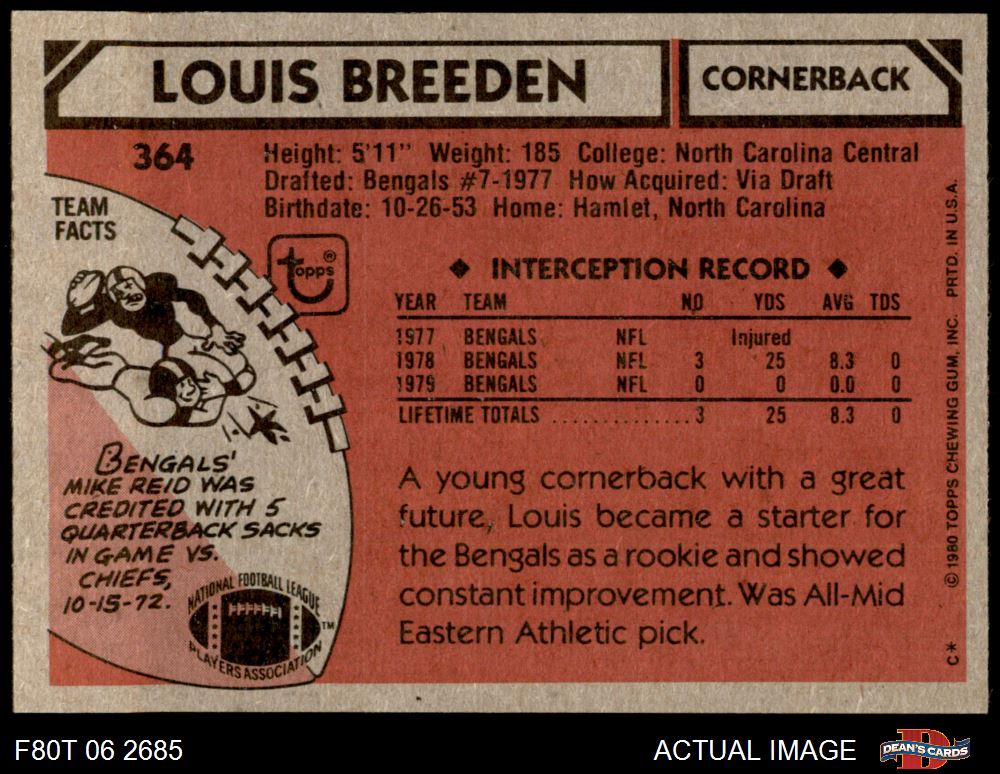 LOUIS BREEDEN
CORNERBACK
364
Height: 5'11" Weight: 185 College: North Carolina Central
Drafted: Bengals #7-1977 How Acquired: Via Draft
Birthdate: 10-26-53 Home: Hamlet, North Carolina
TEAM
FACTS
topps ®
◆ INTERCEPTION RECORD ◆
YEAR TEAM NO YDS AVG TDS
1977 BENGALS NFL Injured
1978 BENGALS NFL 3 25 8.3 0
1979 BENGALS NFL 0 0 0.0 0
LIFETIME TOTALS .............. 3 25 8.3 0
BENGALS'
MIKE REID WAS
CREDITED WITH 5
QUARTERBACK SACKS
IN GAME VS.
CHIEFS,
10-15-72.
NATIONAL FOOTBALL LEAGUE
PLAYERS ASSOCIATION
TM
A young cornerback with a great
future, Louis became a starter for
the Bengals as a rookie and showed
constant improvement. Was All-Mid
Eastern Athletic pick.
C* © 1980 TOPPS CHEWING GUM, INC. PRTD. IN U.S.A.
F80T 06 2685
ACTUAL IMAGE
DEAN'S CARDS